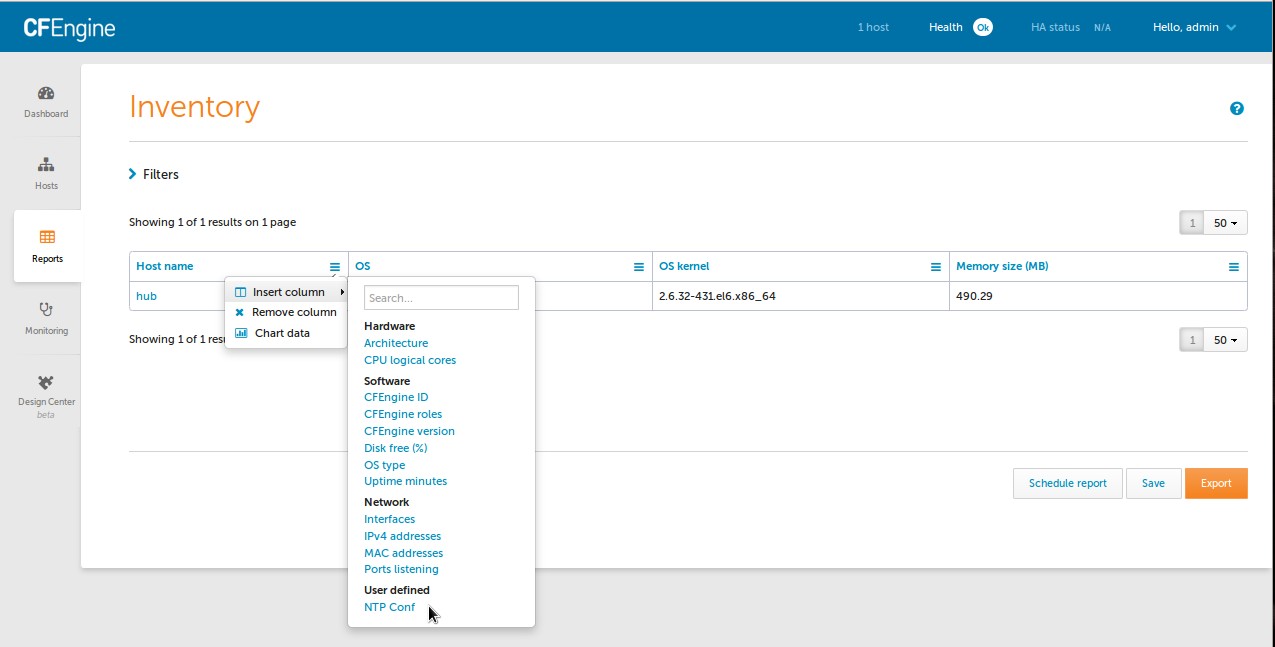 CFEngine
1 host
Health
Ok
HA status
N/A
Hello, admin
Dashboard
Hosts
Reports
Monitoring
Design Center
beta
Inventory
?
Filters
Showing 1 of 1 results on 1 page
1
50
Host name
OS
OS kernel
Memory size (MB)
hub
2.6.32-431.el6.x86_64
490.29
Insert column
Remove column
Chart data
Search...
Hardware
Architecture
CPU logical cores
Software
CFEngine ID
CFEngine roles
CFEngine version
Disk free (%)
OS type
Uptime minutes
Network
Interfaces
IPv4 addresses
MAC addresses
Ports listening
User defined
NTP Conf
Showing 1 of 1
1
50
Schedule report
Save
Export